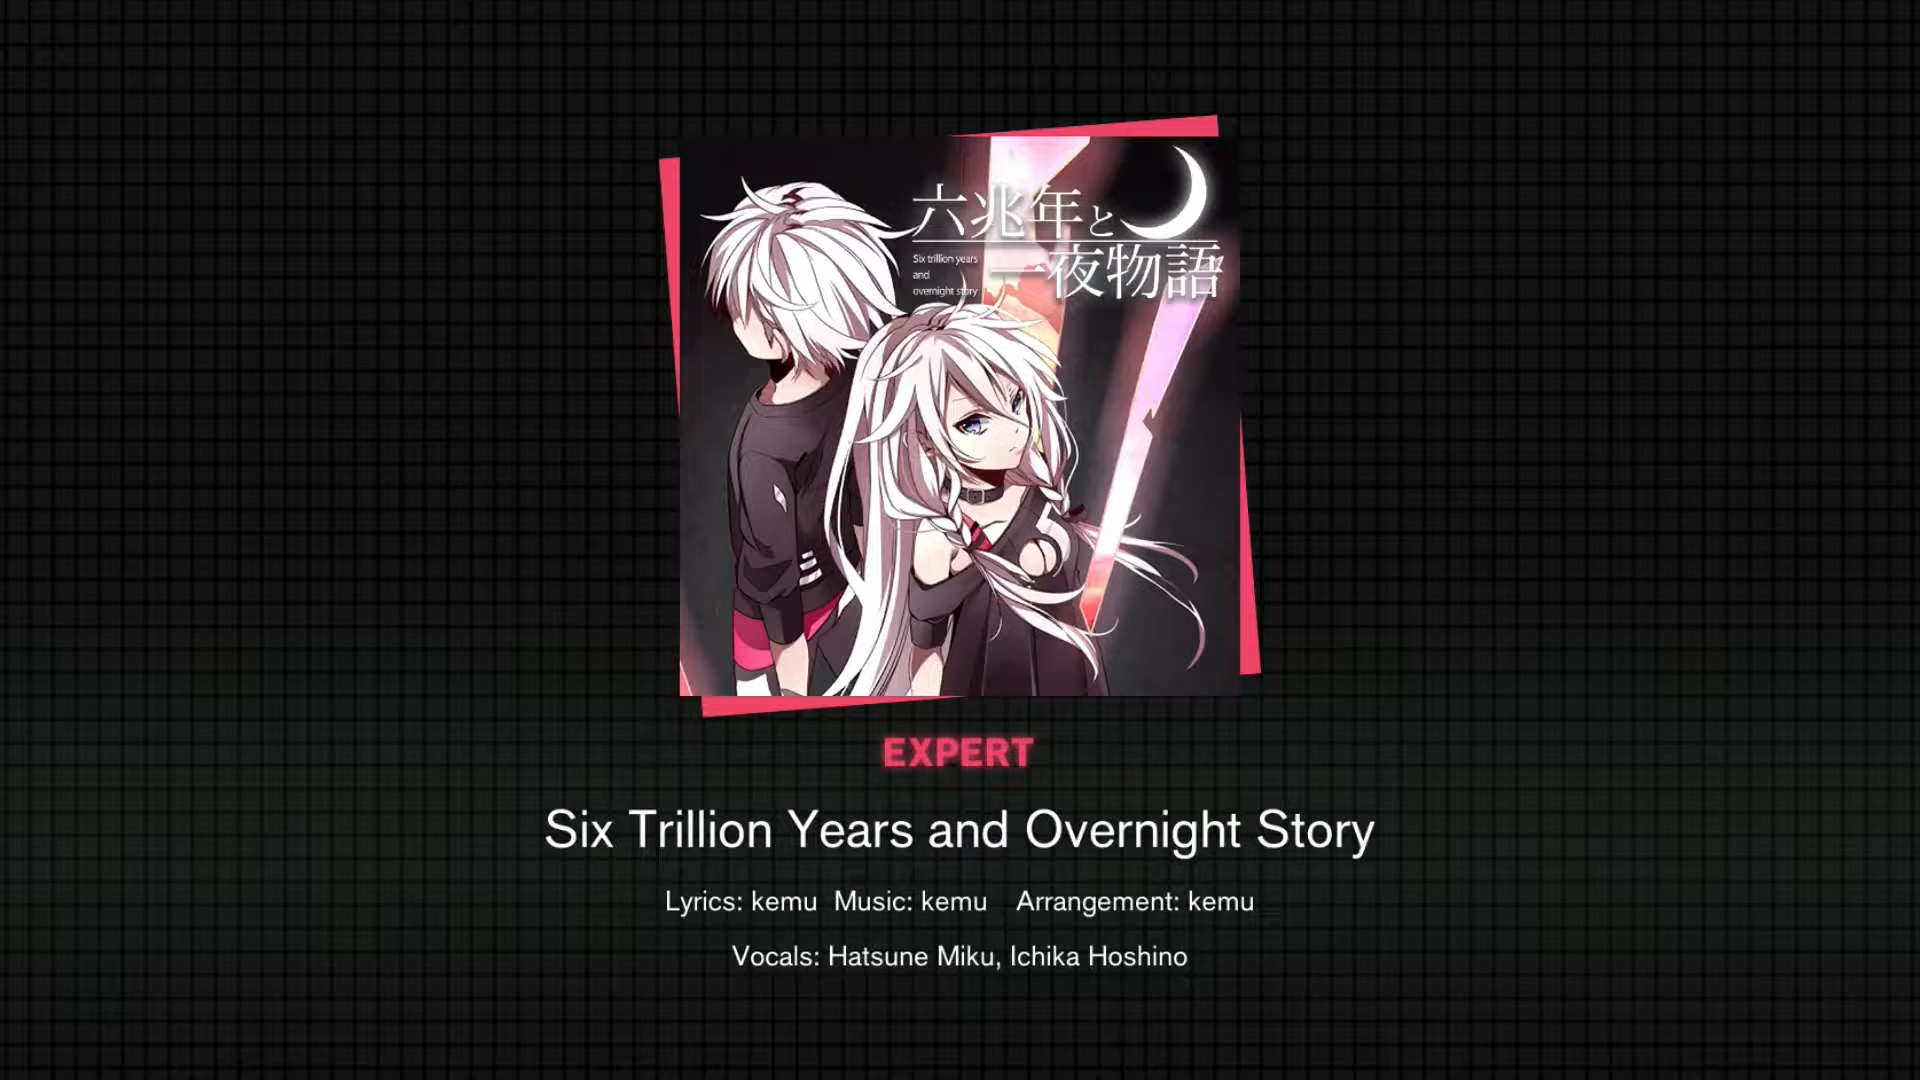 六兆年と
一夜物語
Six trillion years
and
overnight story
EXPERT
Six Trillion Years and Overnight Story
Lyrics: kemu Music: kemu Arrangement: kemu
Vocals: Hatsune Miku, Ichika Hoshino